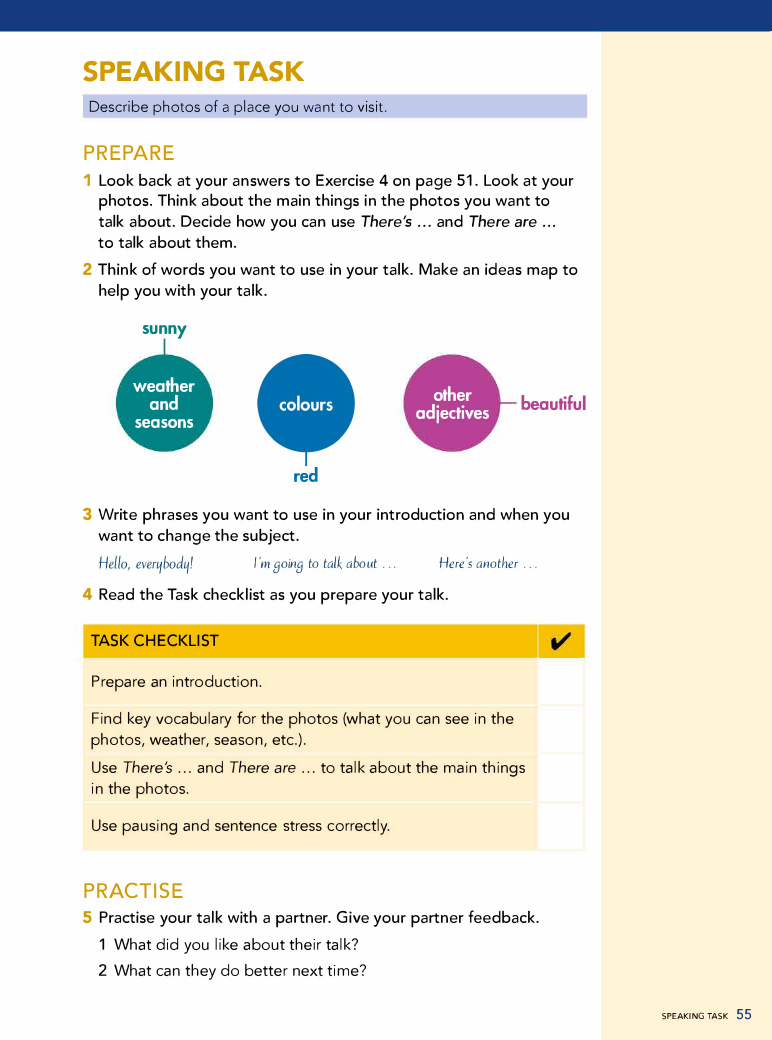 SPEAKING TASK
Describe photos of a place you want to visit.
PREPARE
1 Look back at your answers to Exercise 4 on page 51. Look at your
photos. Think about the main things in the photos you want to
talk about. Decide how you can use There's … and There are …
to talk about them.
2 Think of words you want to use in your talk. Make an ideas map to
help you with your talk.
sunny
weather
and
seasons
colours
red
other
adjectives
beautiful
3 Write phrases you want to use in your introduction and when you
want to change the subject.
Hello, everybody! I'm going to talk about … Here's another …
4 Read the Task checklist as you prepare your talk.
TASK CHECKLIST ✔
Prepare an introduction.
Find key vocabulary for the photos (what you can see in the
photos, weather, season, etc.).
Use There's … and There are … to talk about the main things
in the photos.
Use pausing and sentence stress correctly.
PRACTISE
5 Practise your talk with a partner. Give your partner feedback.
1 What did you like about their talk?
2 What can they do better next time?
SPEAKING TASK 55